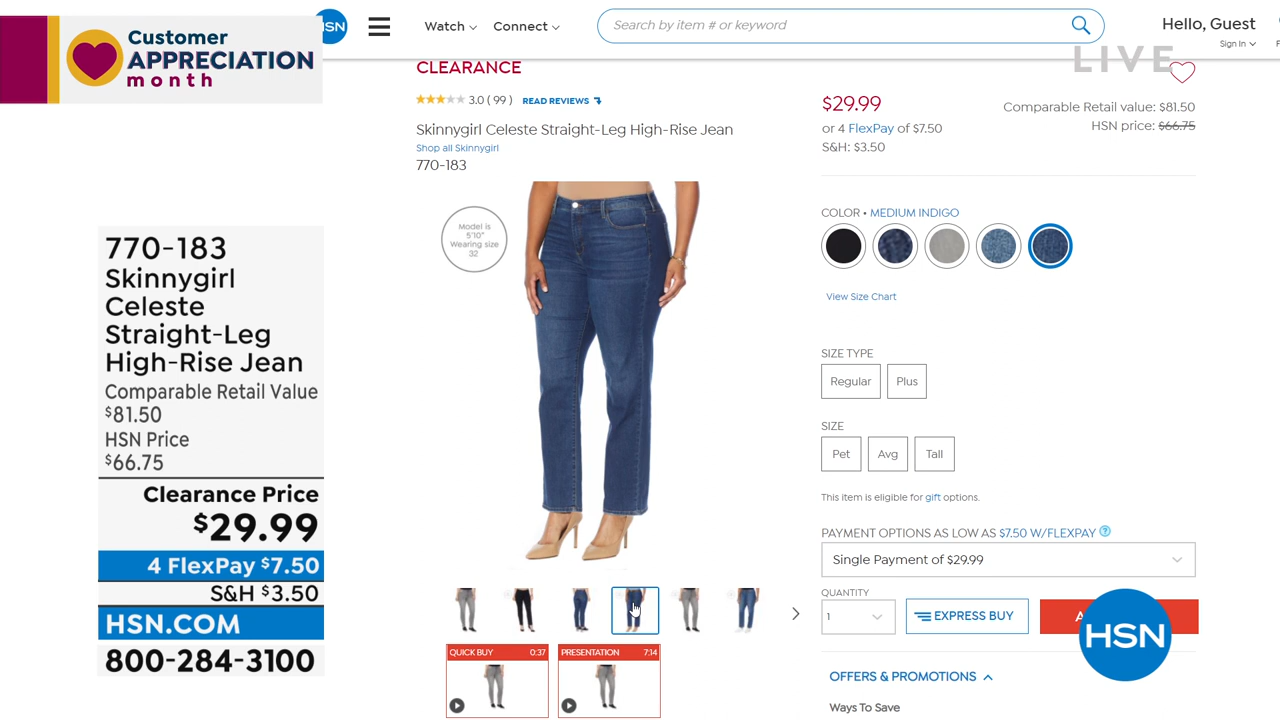 Customer
APPRECIATION
month
HSN
Watch
Connect
Search by item # or keyword
Hello, Guest
Sign In
LIVE
CLEARANCE
3.0 ( 99 ) READ REVIEWS
Skinnygirl Celeste Straight-Leg High-Rise Jean
Shop all Skinnygirl
770-183
$29.99
or 4 FlexPay of $7.50
S&H: $3.50
Comparable Retail value: $81.50
HSN price: $66.75
Model is
5'10"
Wearing size
32
COLOR • MEDIUM INDIGO
View Size Chart
SIZE TYPE
Regular Plus
SIZE
Pet Avg Tall
This item is eligible for gift options.
PAYMENT OPTIONS AS LOW AS $7.50 W/FLEXPAY ?
Single Payment of $29.99
QUANTITY
1
EXPRESS BUY
HSN
OFFERS & PROMOTIONS
Ways To Save
QUICK BUY 0:37
PRESENTATION 7:14
770-183
Skinnygirl
Celeste
Straight-Leg
High-Rise Jean
Comparable Retail Value
$81.50
HSN Price
$66.75
Clearance Price
$29.99
4 FlexPay $7.50
S&H $3.50
HSN.COM
800-284-3100